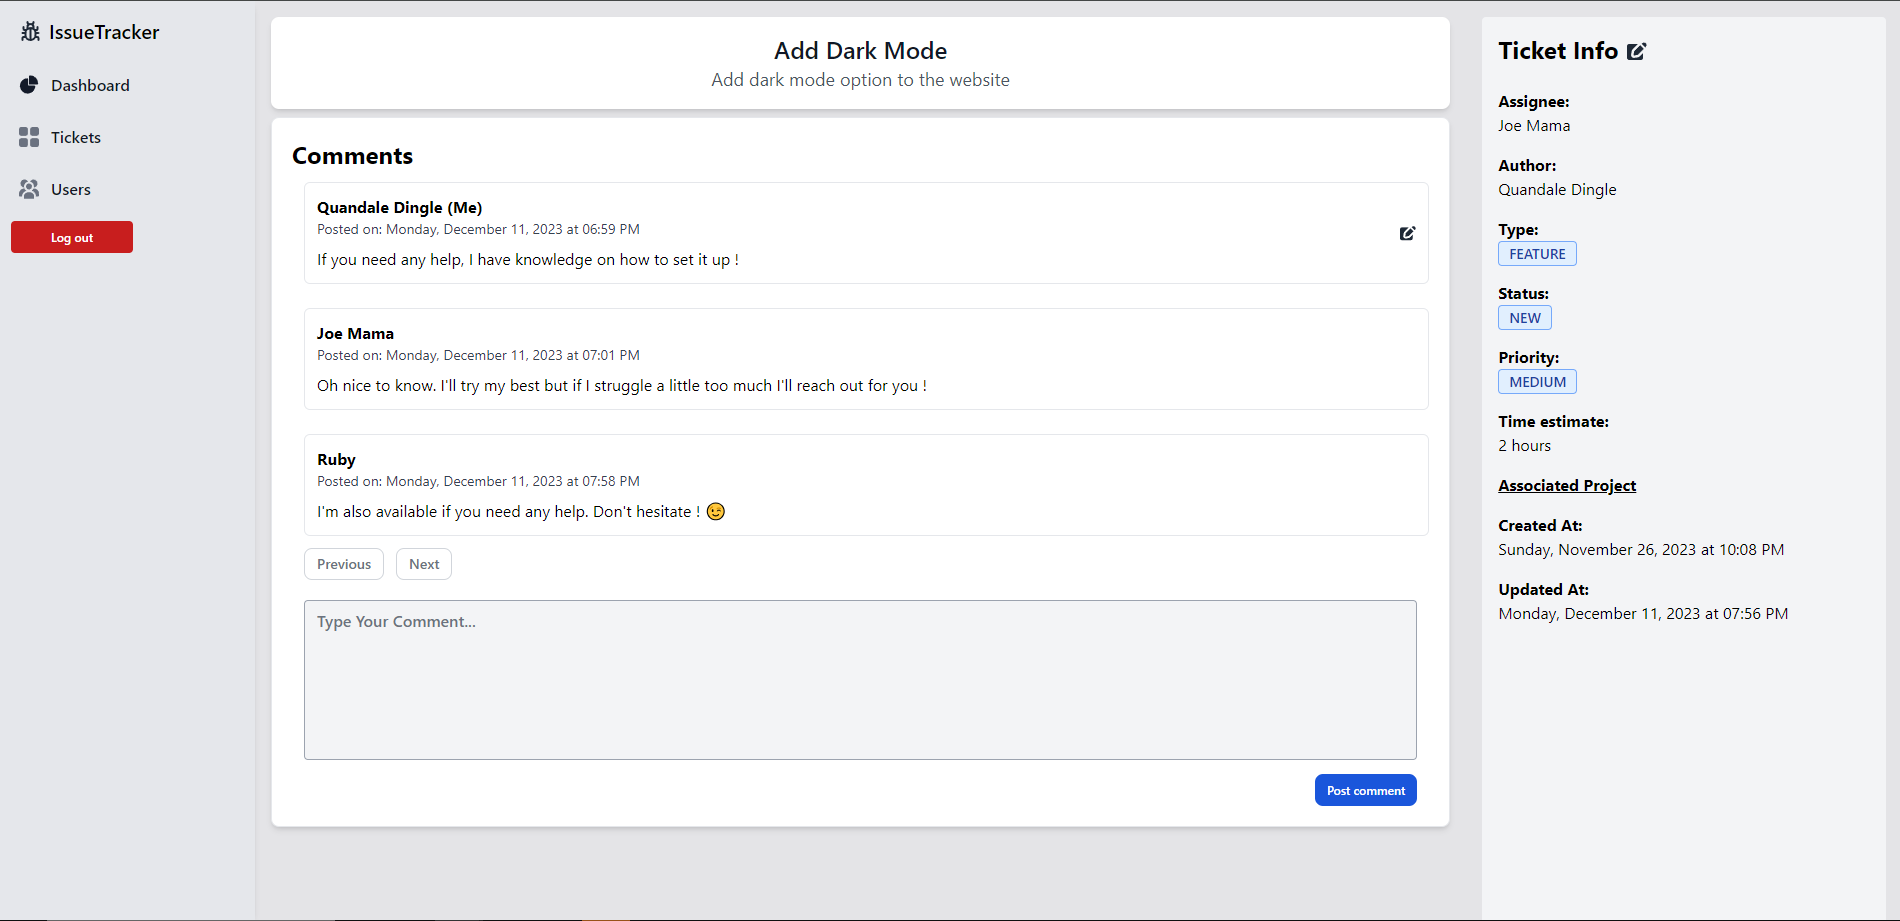 IssueTracker
Dashboard
Tickets
Users
Log out
Add Dark Mode
Add dark mode option to the website
Comments
Quandale Dingle (Me)
Posted on: Monday, December 11, 2023 at 06:59 PM
If you need any help, I have knowledge on how to set it up !
Joe Mama
Posted on: Monday, December 11, 2023 at 07:01 PM
Oh nice to know. I'll try my best but if I struggle a little too much I'll reach out for you !
Ruby
Posted on: Monday, December 11, 2023 at 07:58 PM
I'm also available if you need any help. Don't hesitate ! 😉
Previous
Next
Type Your Comment...
Post comment
Ticket Info
Assignee:
Joe Mama
Author:
Quandale Dingle
Type:
FEATURE
Status:
NEW
Priority:
MEDIUM
Time estimate:
2 hours
Associated Project
Created At:
Sunday, November 26, 2023 at 10:08 PM
Updated At:
Monday, December 11, 2023 at 07:56 PM